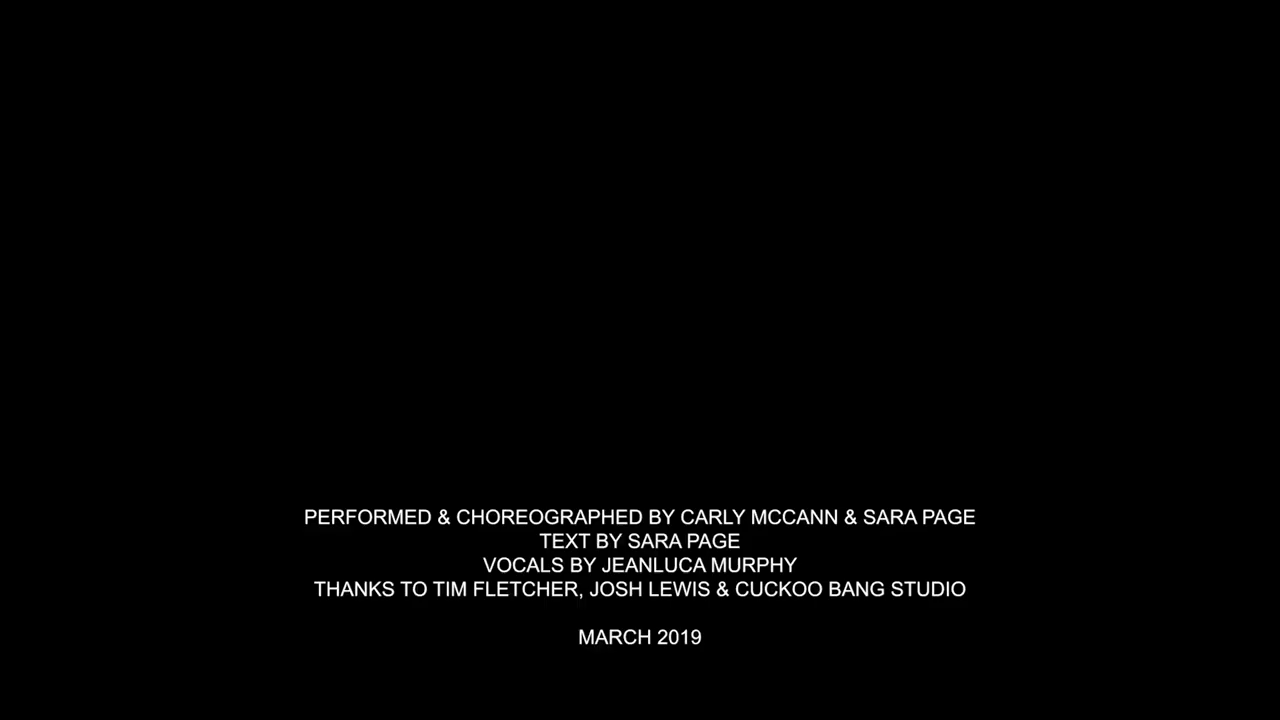 PERFORMED & CHOREOGRAPHED BY CARLY MCCANN & SARA PAGE
TEXT BY SARA PAGE
VOCALS BY JEANLUCA MURPHY
THANKS TO TIM FLETCHER, JOSH LEWIS & CUCKOO BANG STUDIO
MARCH 2019